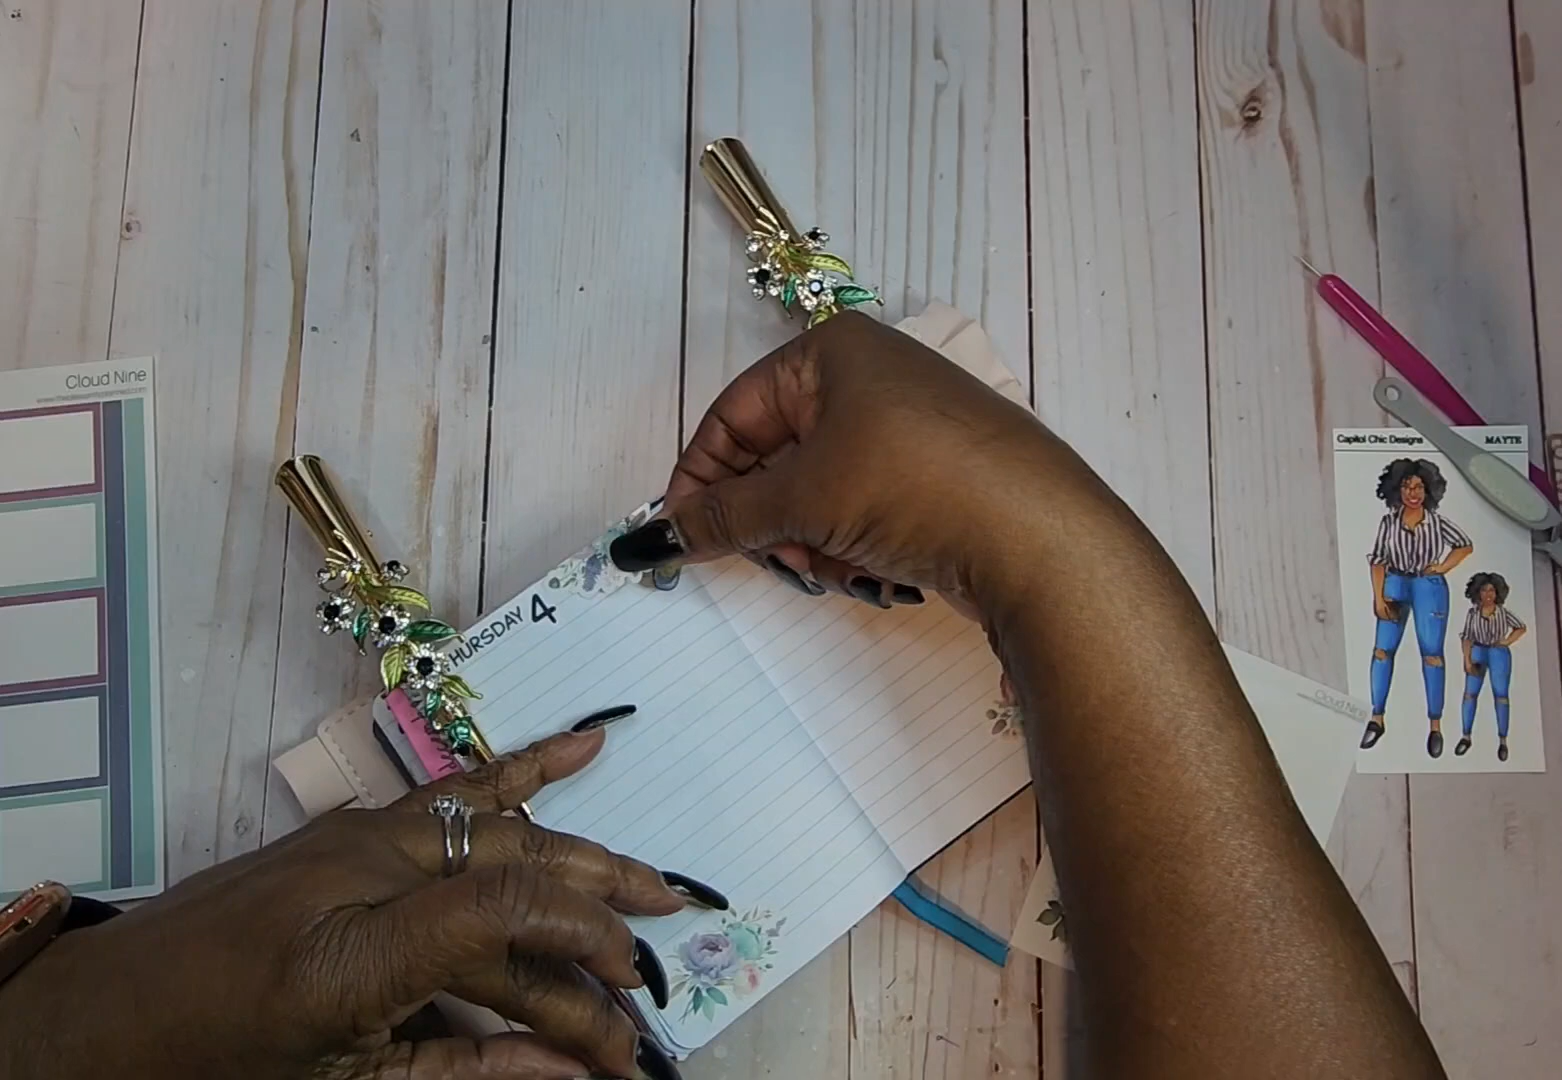 Cloud Nine
Capitol Chic Designs
MAYTE
HURSDAY 4
Cloud Nine